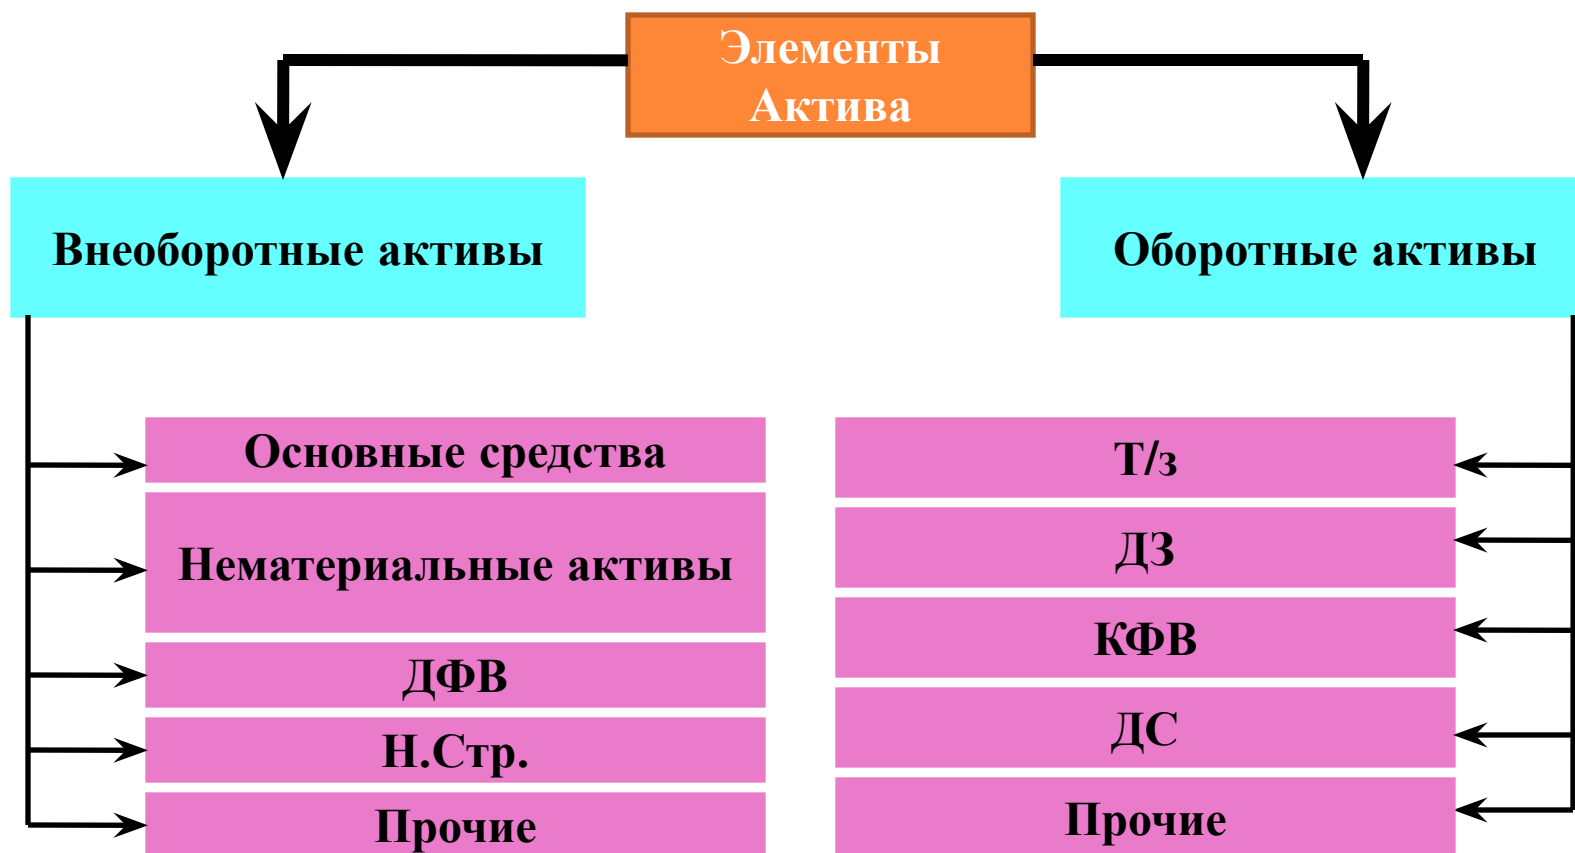 Элементы
Актива
Внеоборотные активы
Оборотные активы
Основные средства
Нематериальные активы
ДФВ
Н.Стр.
Прочие
Т/з
ДЗ
КФВ
ДС
Прочие